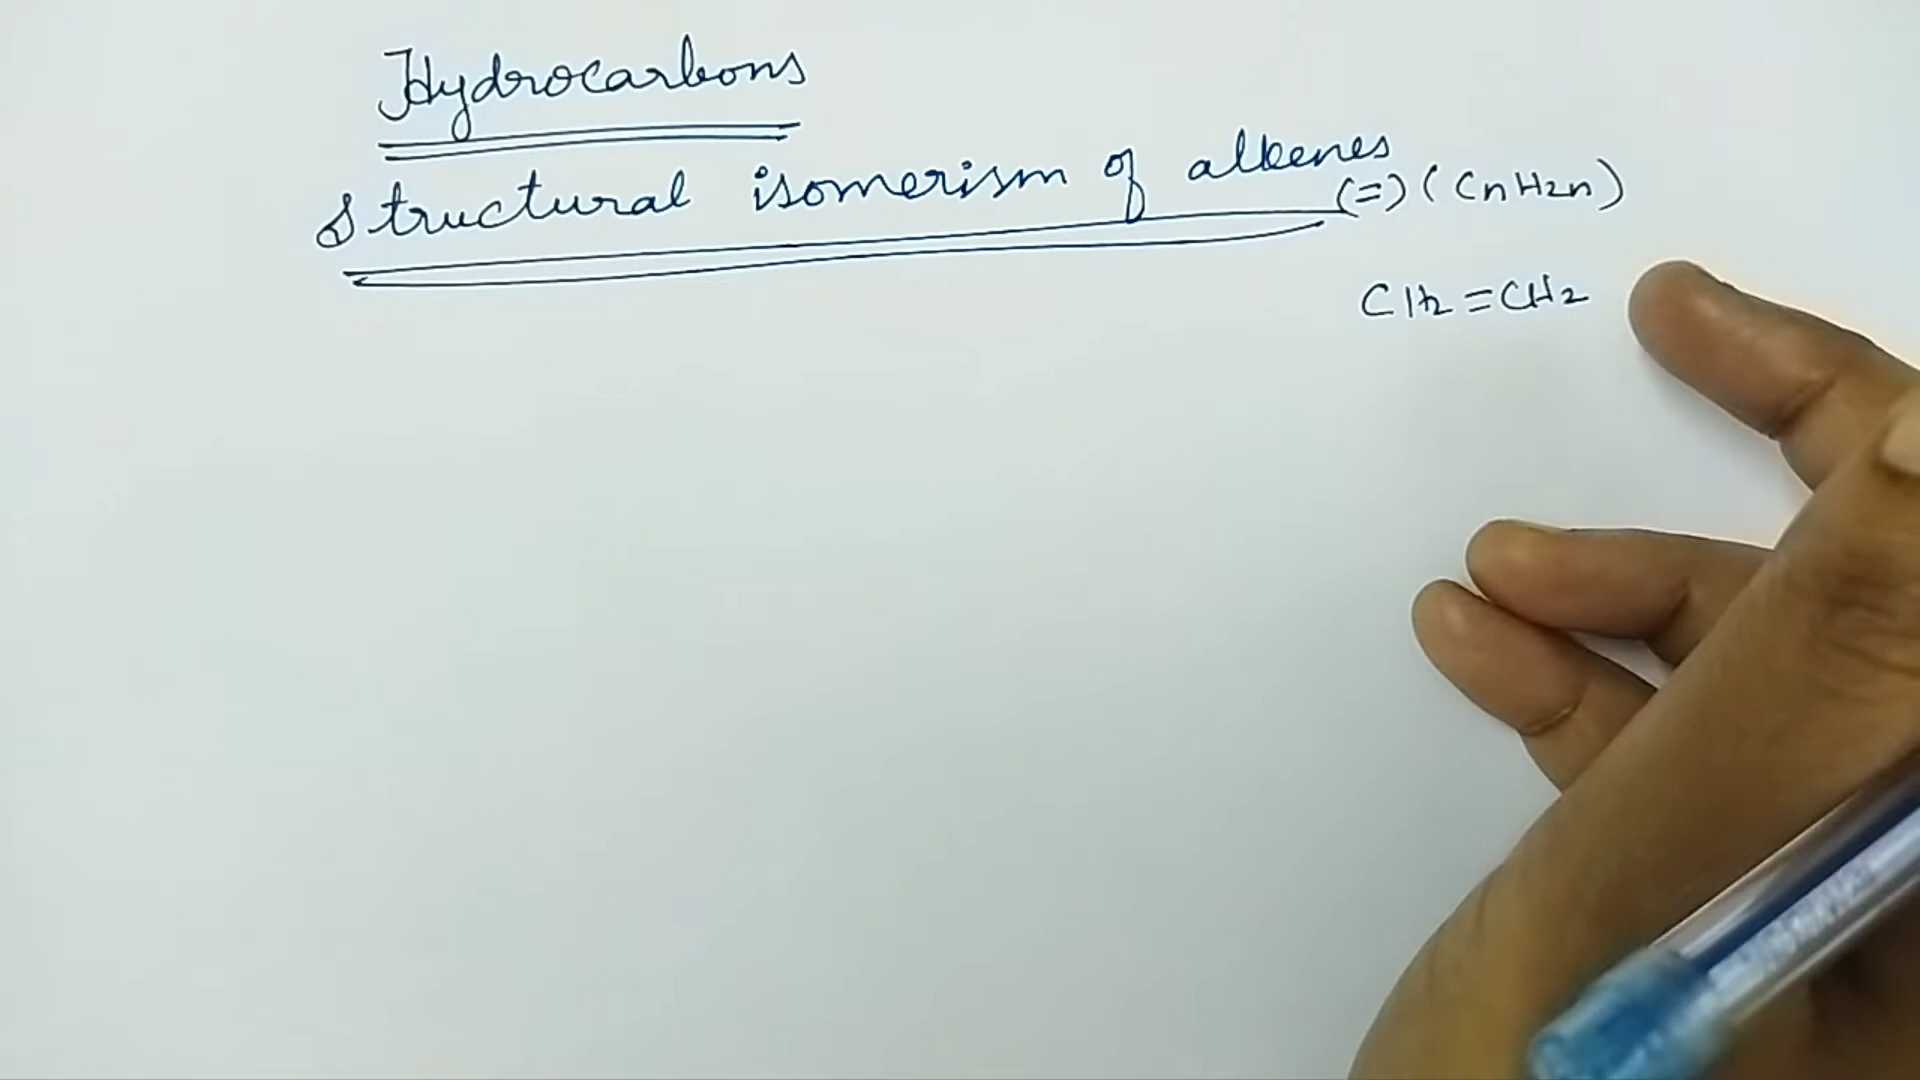 Hydrocarbons
Structural isomerism of alkenes
(=) (CnH2n)
CH2=CH2